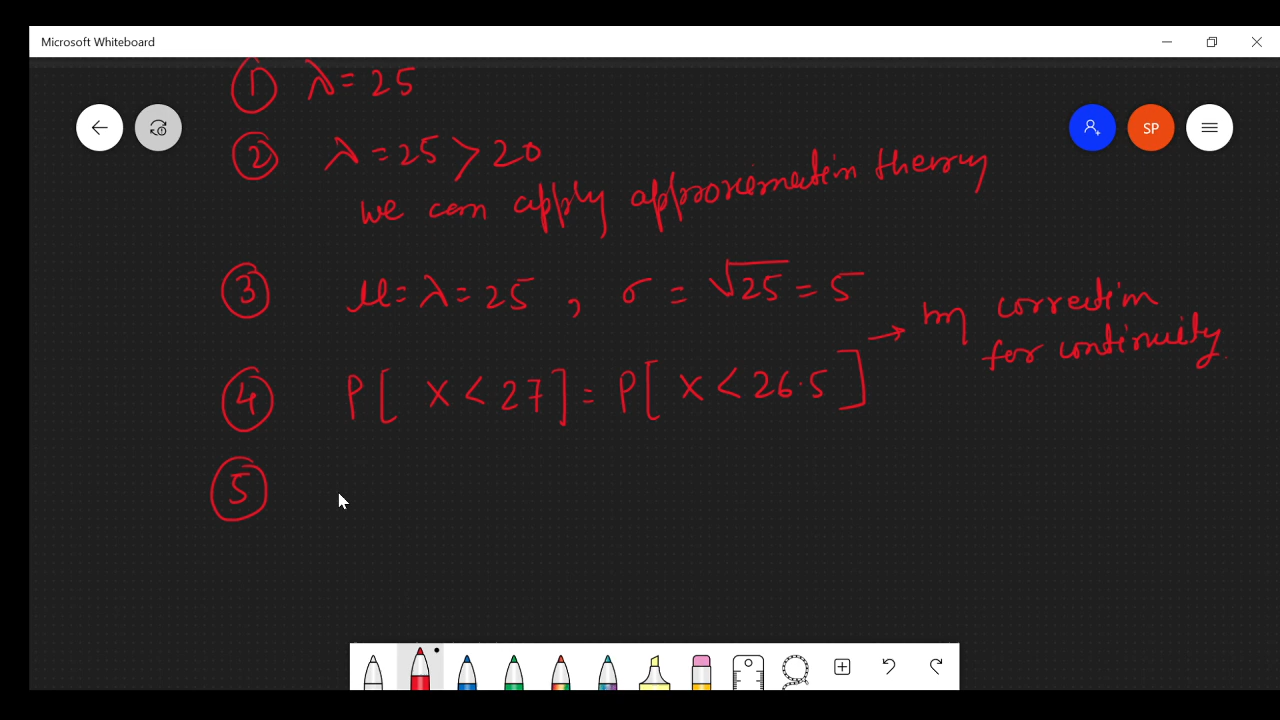 Microsoft Whiteboard
① λ = 25
SP
② λ = 25 > 20
we can apply approximation theory
③ μ = λ = 25 , σ = √25 = 5
④ P[ X < 27 ] = P[ X < 26.5 ] → by correction
for continuity
⑤